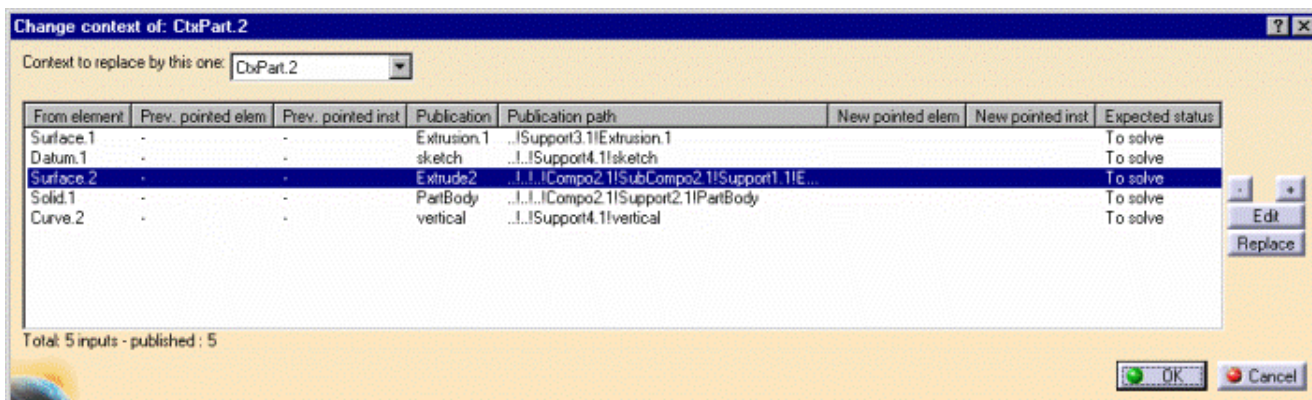 Change context of: CtxPart.2
Context to replace by this one: CtxPart.2
From element Prev. pointed elem Prev. pointed inst Publication Publication path New pointed elem New pointed inst Expected status
Surface.1 - - Extrusion.1 ..!Support3.1!Extrusion.1 To solve
Datum.1 - - sketch ..!..!Support4.1!sketch To solve
Surface.2 - - Extrude2 ..!..!..!Compo2.1!SubCompo2.1!Support1.1!E... To solve
Solid.1 - - PartBody ..!..!..!Compo2.1!Support2.1!PartBody To solve
- +
Curve.2 - - vertical ..!..!Support4.1!vertical To solve
Edit
Replace
Total: 5 inputs - published : 5
OK Cancel